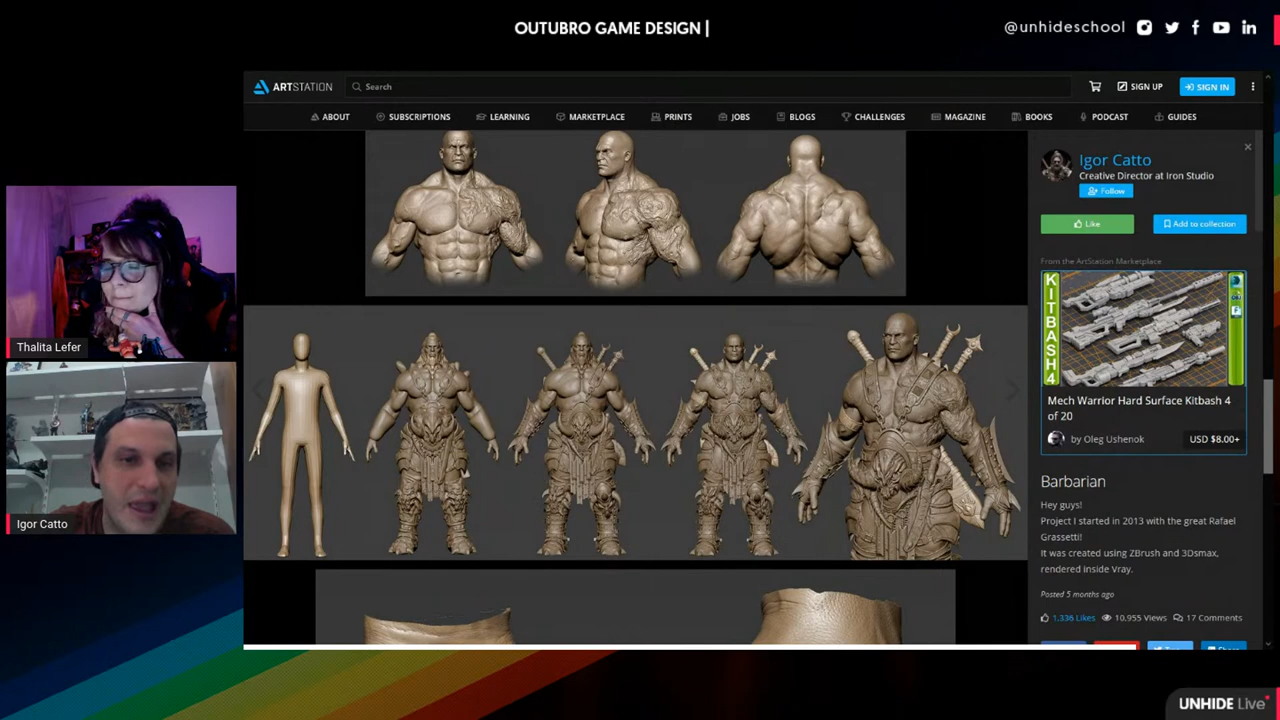 OUTUBRO GAME DESIGN |
@unhideschool
ARTSTATION
Search
SIGN UP
SIGN IN
ABOUT
SUBSCRIPTIONS
LEARNING
MARKETPLACE
PRINTS
JOBS
BLOGS
CHALLENGES
MAGAZINE
BOOKS
PODCAST
GUIDES
Igor Catto
Creative Director at Iron Studio
Follow
Like
Add to collection
From the ArtStation Marketplace
KITBASH4
Mech Warrior Hard Surface Kitbash 4
of 20
by Oleg Ushenok
USD $8.00+
Barbarian
Hey guys!
Project I started in 2013 with the great Rafael
Grassetti!
It was created using ZBrush and 3Dsmax,
rendered inside Vray.
Posted 5 months ago
1,336 Likes
10,955 Views
17 Comments
Thalita Lefer
Igor Catto
UNHIDE Live